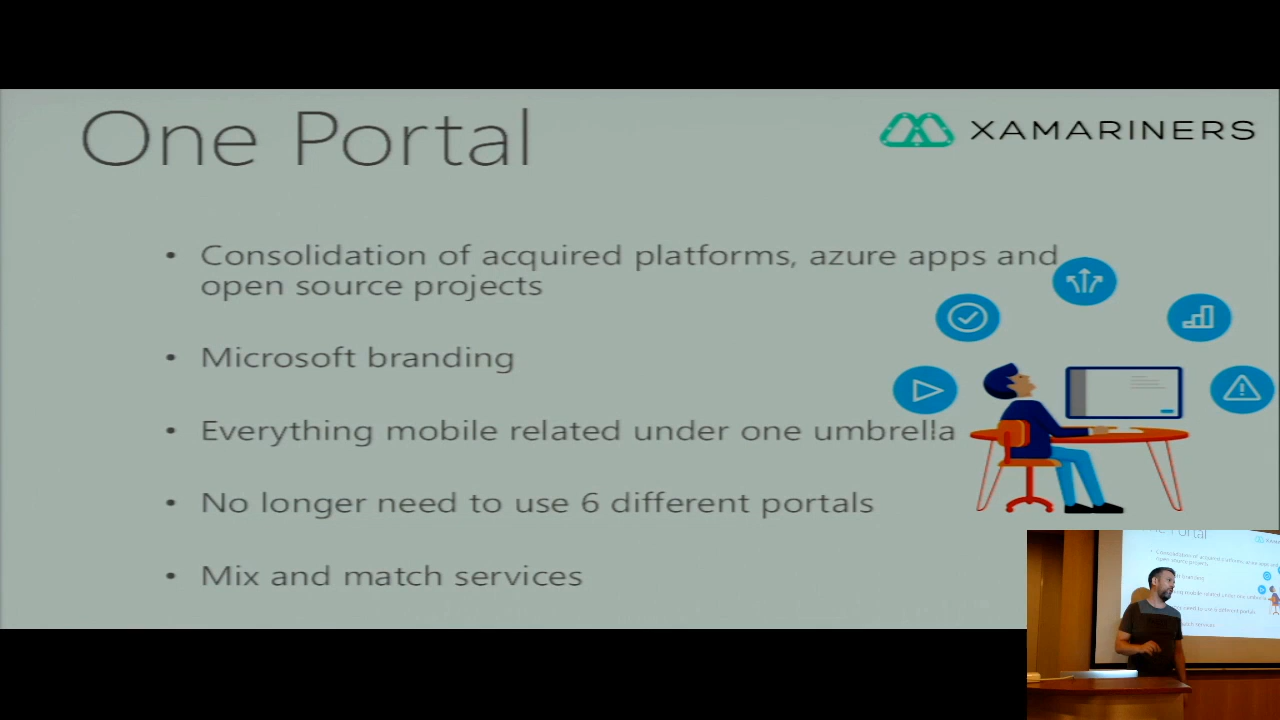 One Portal
XAMARINERS
• Consolidation of acquired platforms, azure apps and
open source projects
• Microsoft branding
• Everything mobile related under one umbrella
• No longer need to use 6 different portals
• Mix and match services